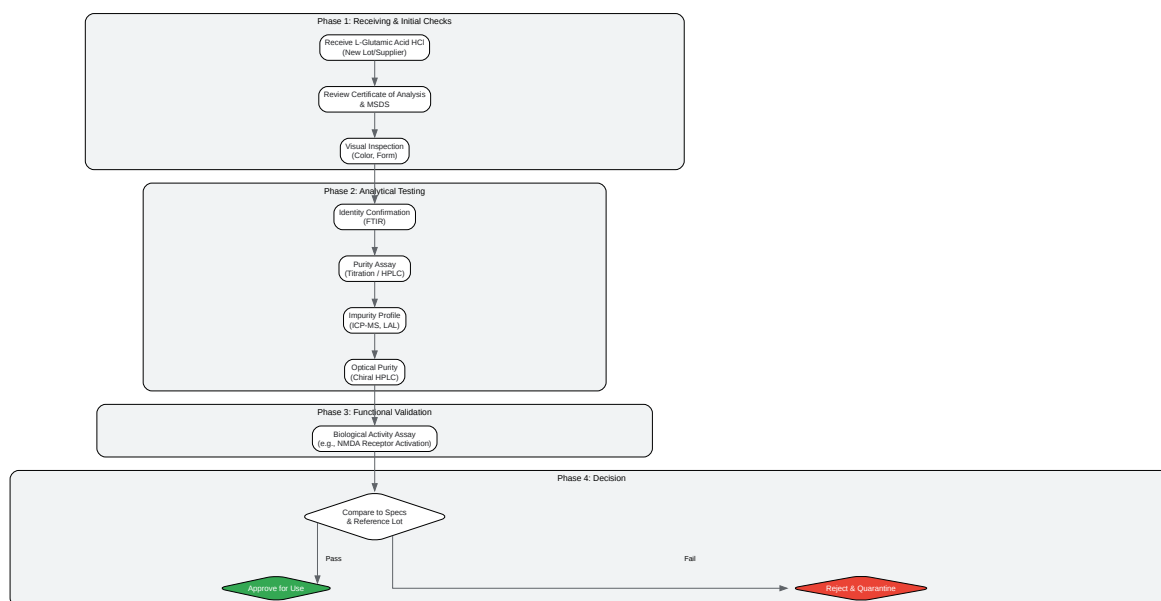 Phase 1: Receiving & Initial Checks
Receive L-Glutamic Acid HCl
(New Lot/Supplier)
Review Certificate of Analysis
& MSDS
Visual Inspection
(Color, Form)
Phase 2: Analytical Testing
Identity Confirmation
(FTIR)
Purity Assay
(Titration / HPLC)
Impurity Profile
(ICP-MS, LAL)
Optical Purity
(Chiral HPLC)
Phase 3: Functional Validation
Biological Activity Assay
(e.g., NMDA Receptor Activation)
Phase 4: Decision
Compare to Specs
& Reference Lot
Pass
Fail
Approve for Use
Reject & Quarantine